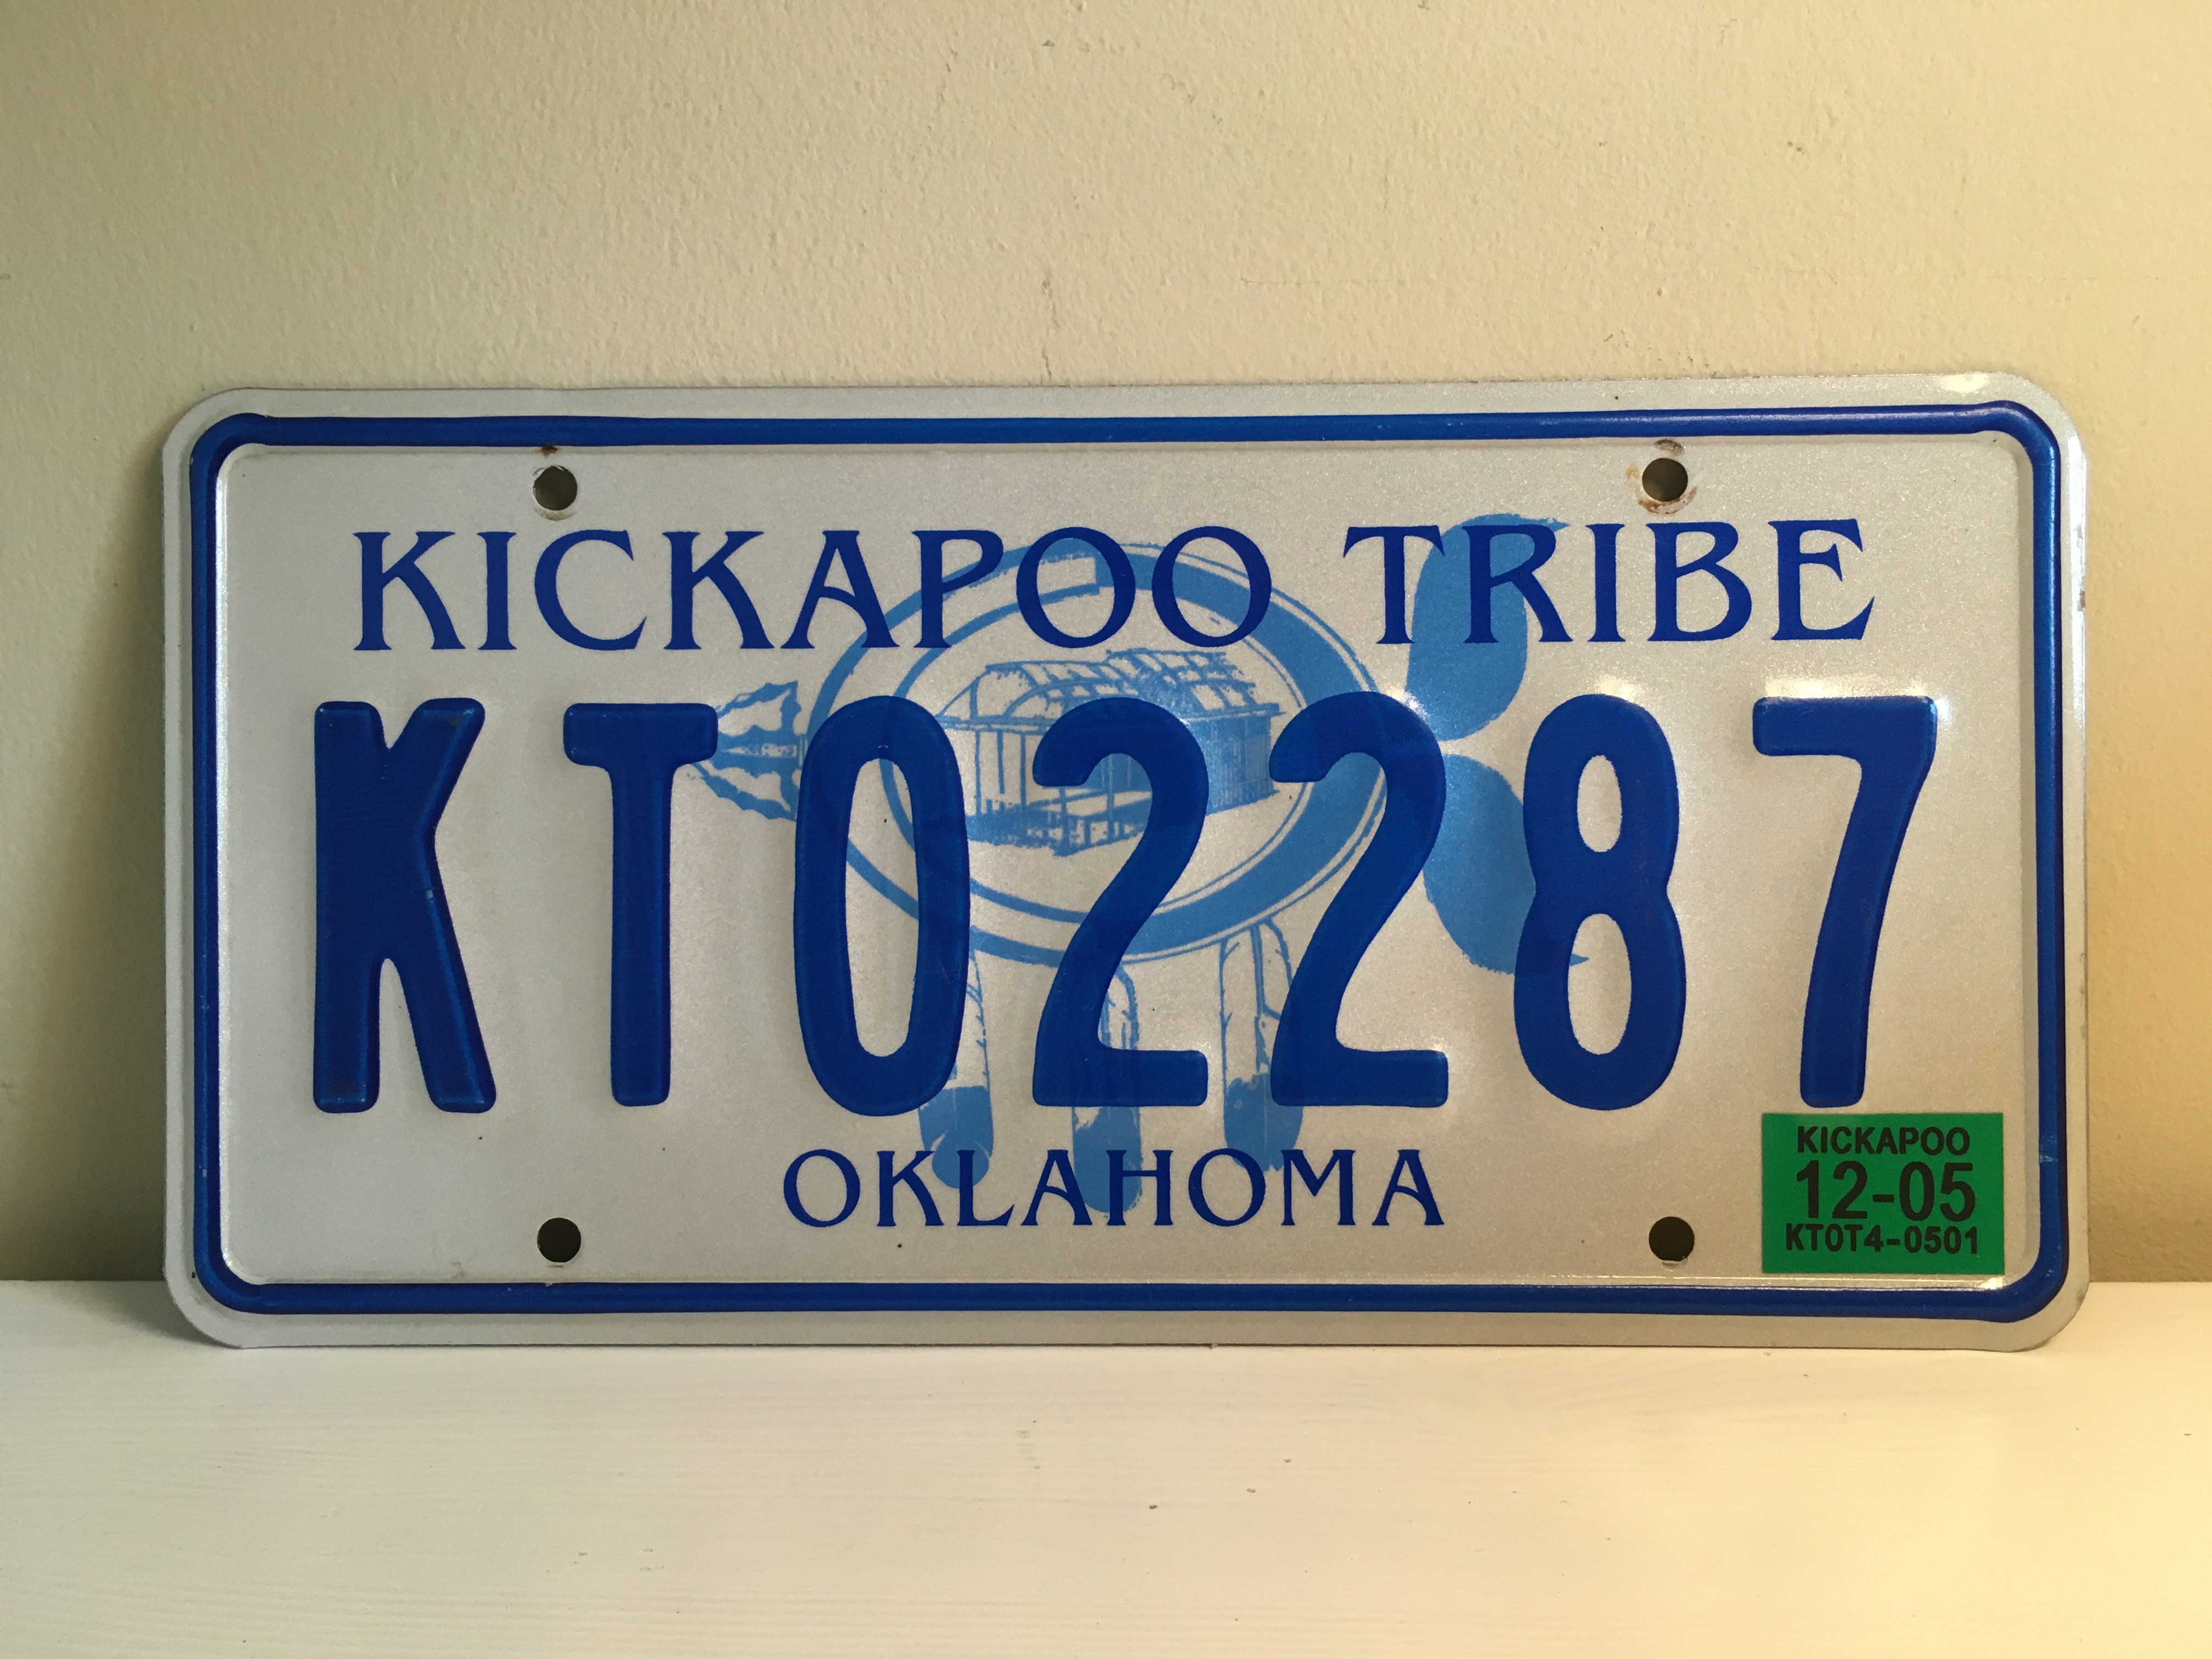 KICKAPOO TRIBE
KT02287
OKLAHOMA
KICKAPOO
12-05
KT0T4-0501